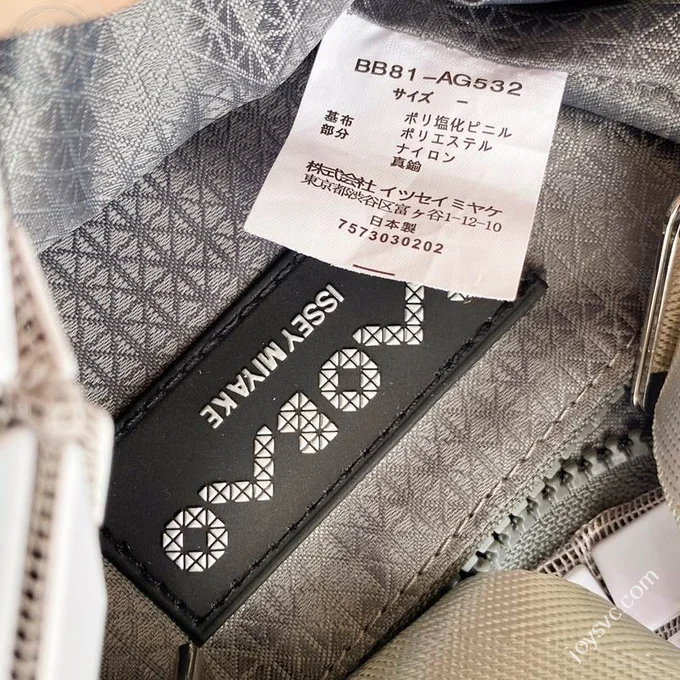 BB81-AG532
サイズ -
基布 ポリ塩化ビニル
部分 ポリエステル
ナイロン
真鍮
株式会社 イツセイミヤケ
東京都渋谷区富ヶ谷1-12-10
日本製
7573030202
ISSEY MIYAKE
joysvc.com